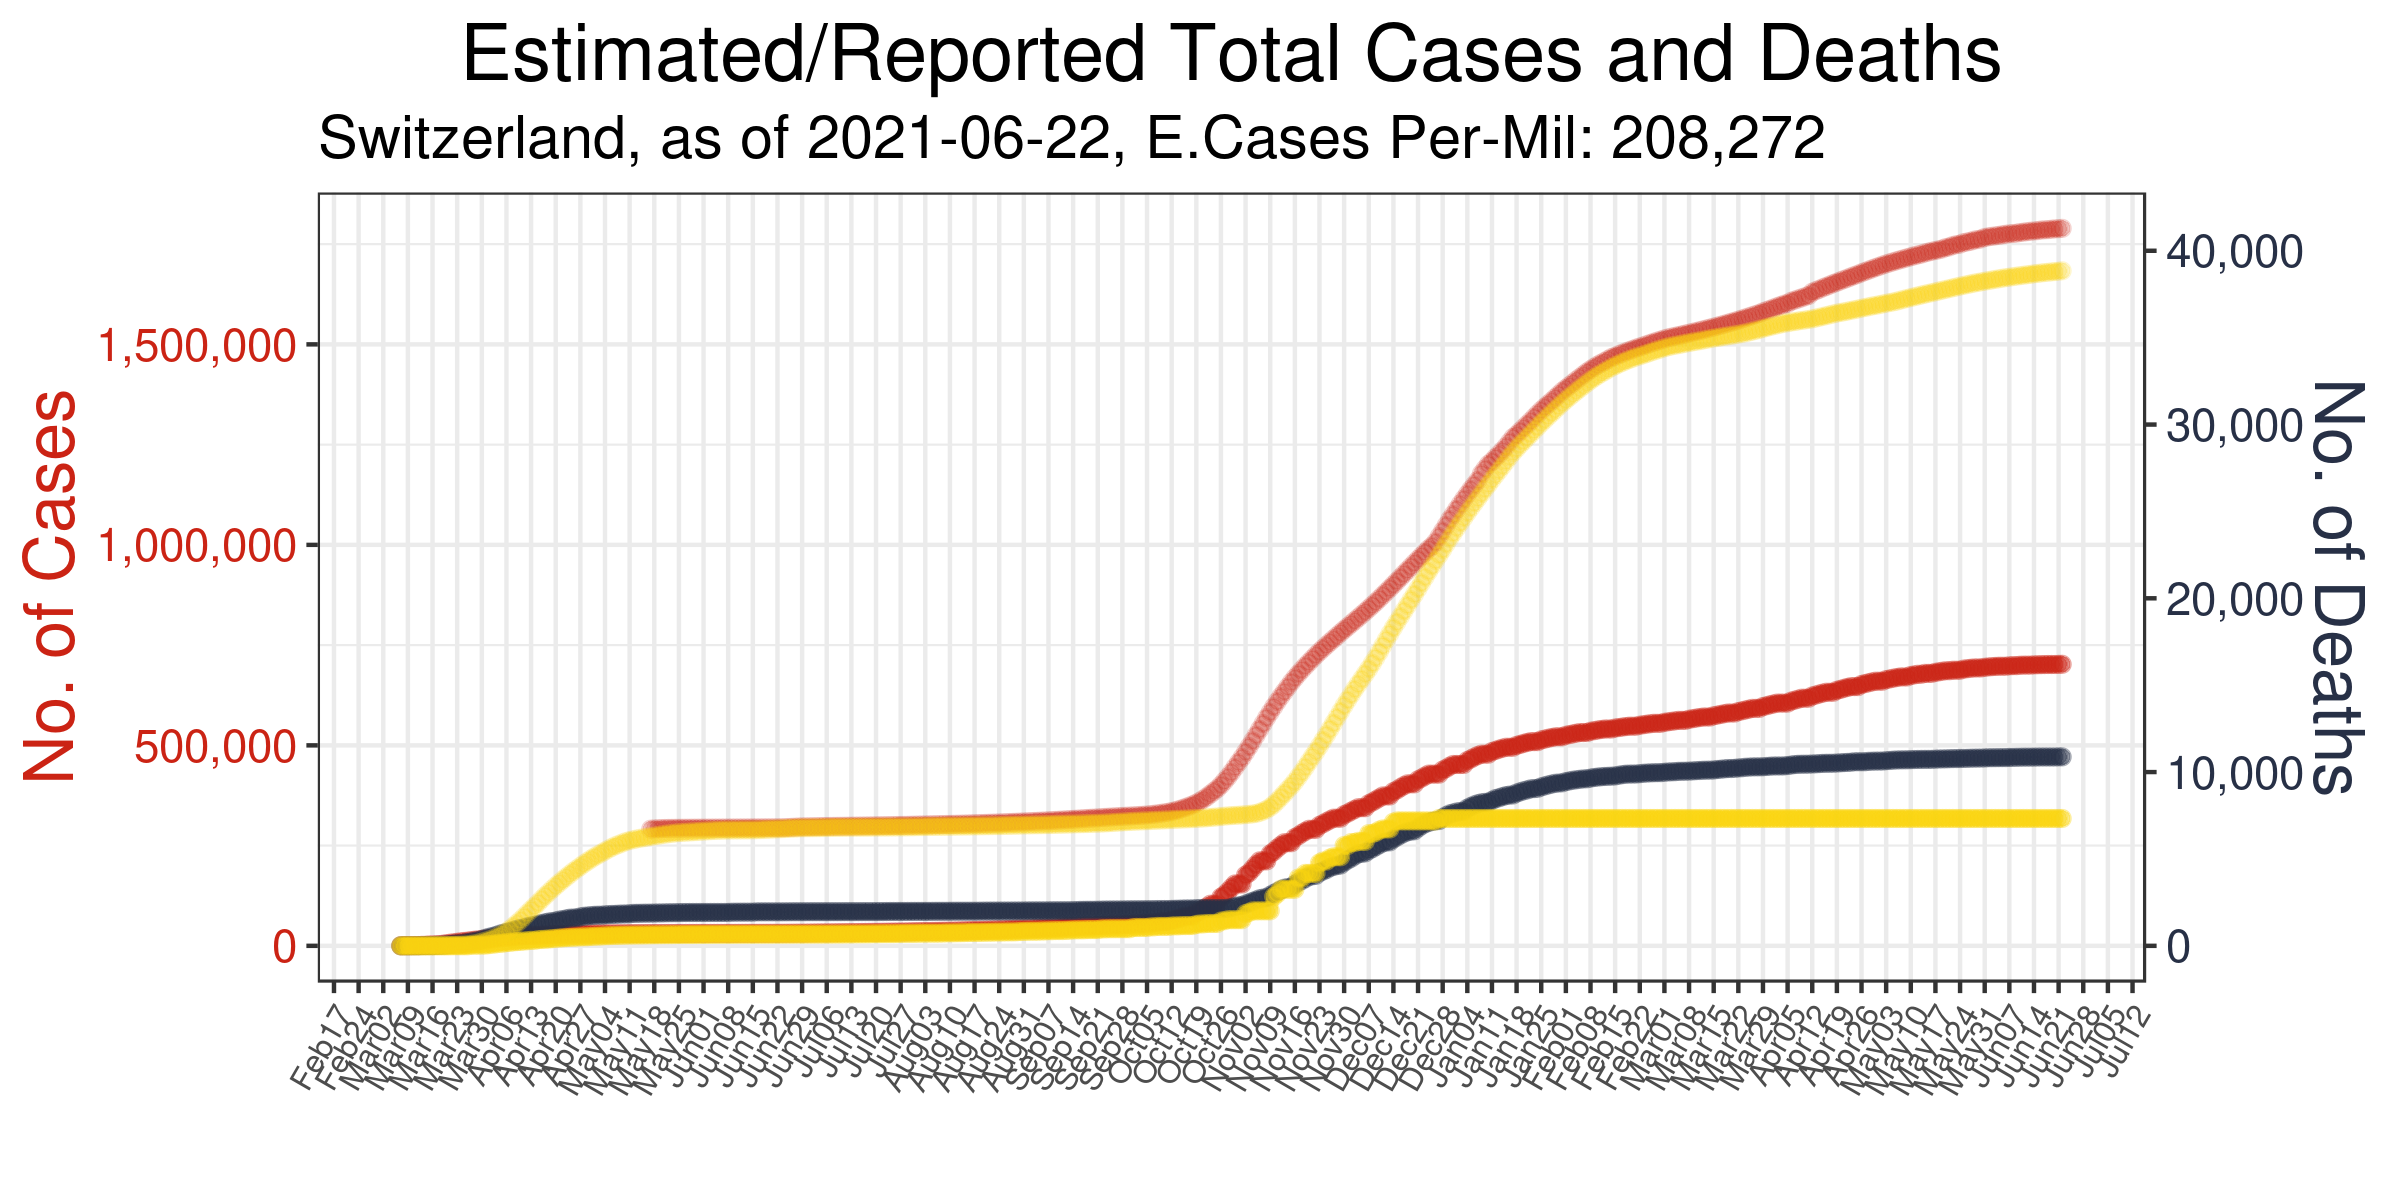 Estimated/Reported Total Cases and Deaths
Switzerland, as of 2021-06-22, E.Cases Per-Mil: 208,272
No. of Cases
1,500,000
1,000,000
500,000
0
40,000
30,000
20,000
10,000
0
No. of Deaths
Feb17
Feb24
Mar02
Mar09
Mar16
Mar23
Mar30
Apr06
Apr13
Apr20
Apr27
May04
May11
May18
May25
Jun01
Jun08
Jun15
Jun22
Jun29
Jul06
Jul13
Jul20
Jul27
Aug03
Aug10
Aug17
Aug24
Aug31
Sep07
Sep14
Sep21
Sep28
Oct05
Oct12
Oct19
Oct26
Nov02
Nov09
Nov16
Nov23
Nov30
Dec07
Dec14
Dec21
Dec28
Jan04
Jan11
Jan18
Jan25
Feb01
Feb08
Feb15
Feb22
Mar01
Mar08
Mar15
Mar22
Mar29
Apr05
Apr12
Apr19
Apr26
May03
May10
May17
May24
May31
Jun07
Jun14
Jun21
Jun28
Jul05
Jul12